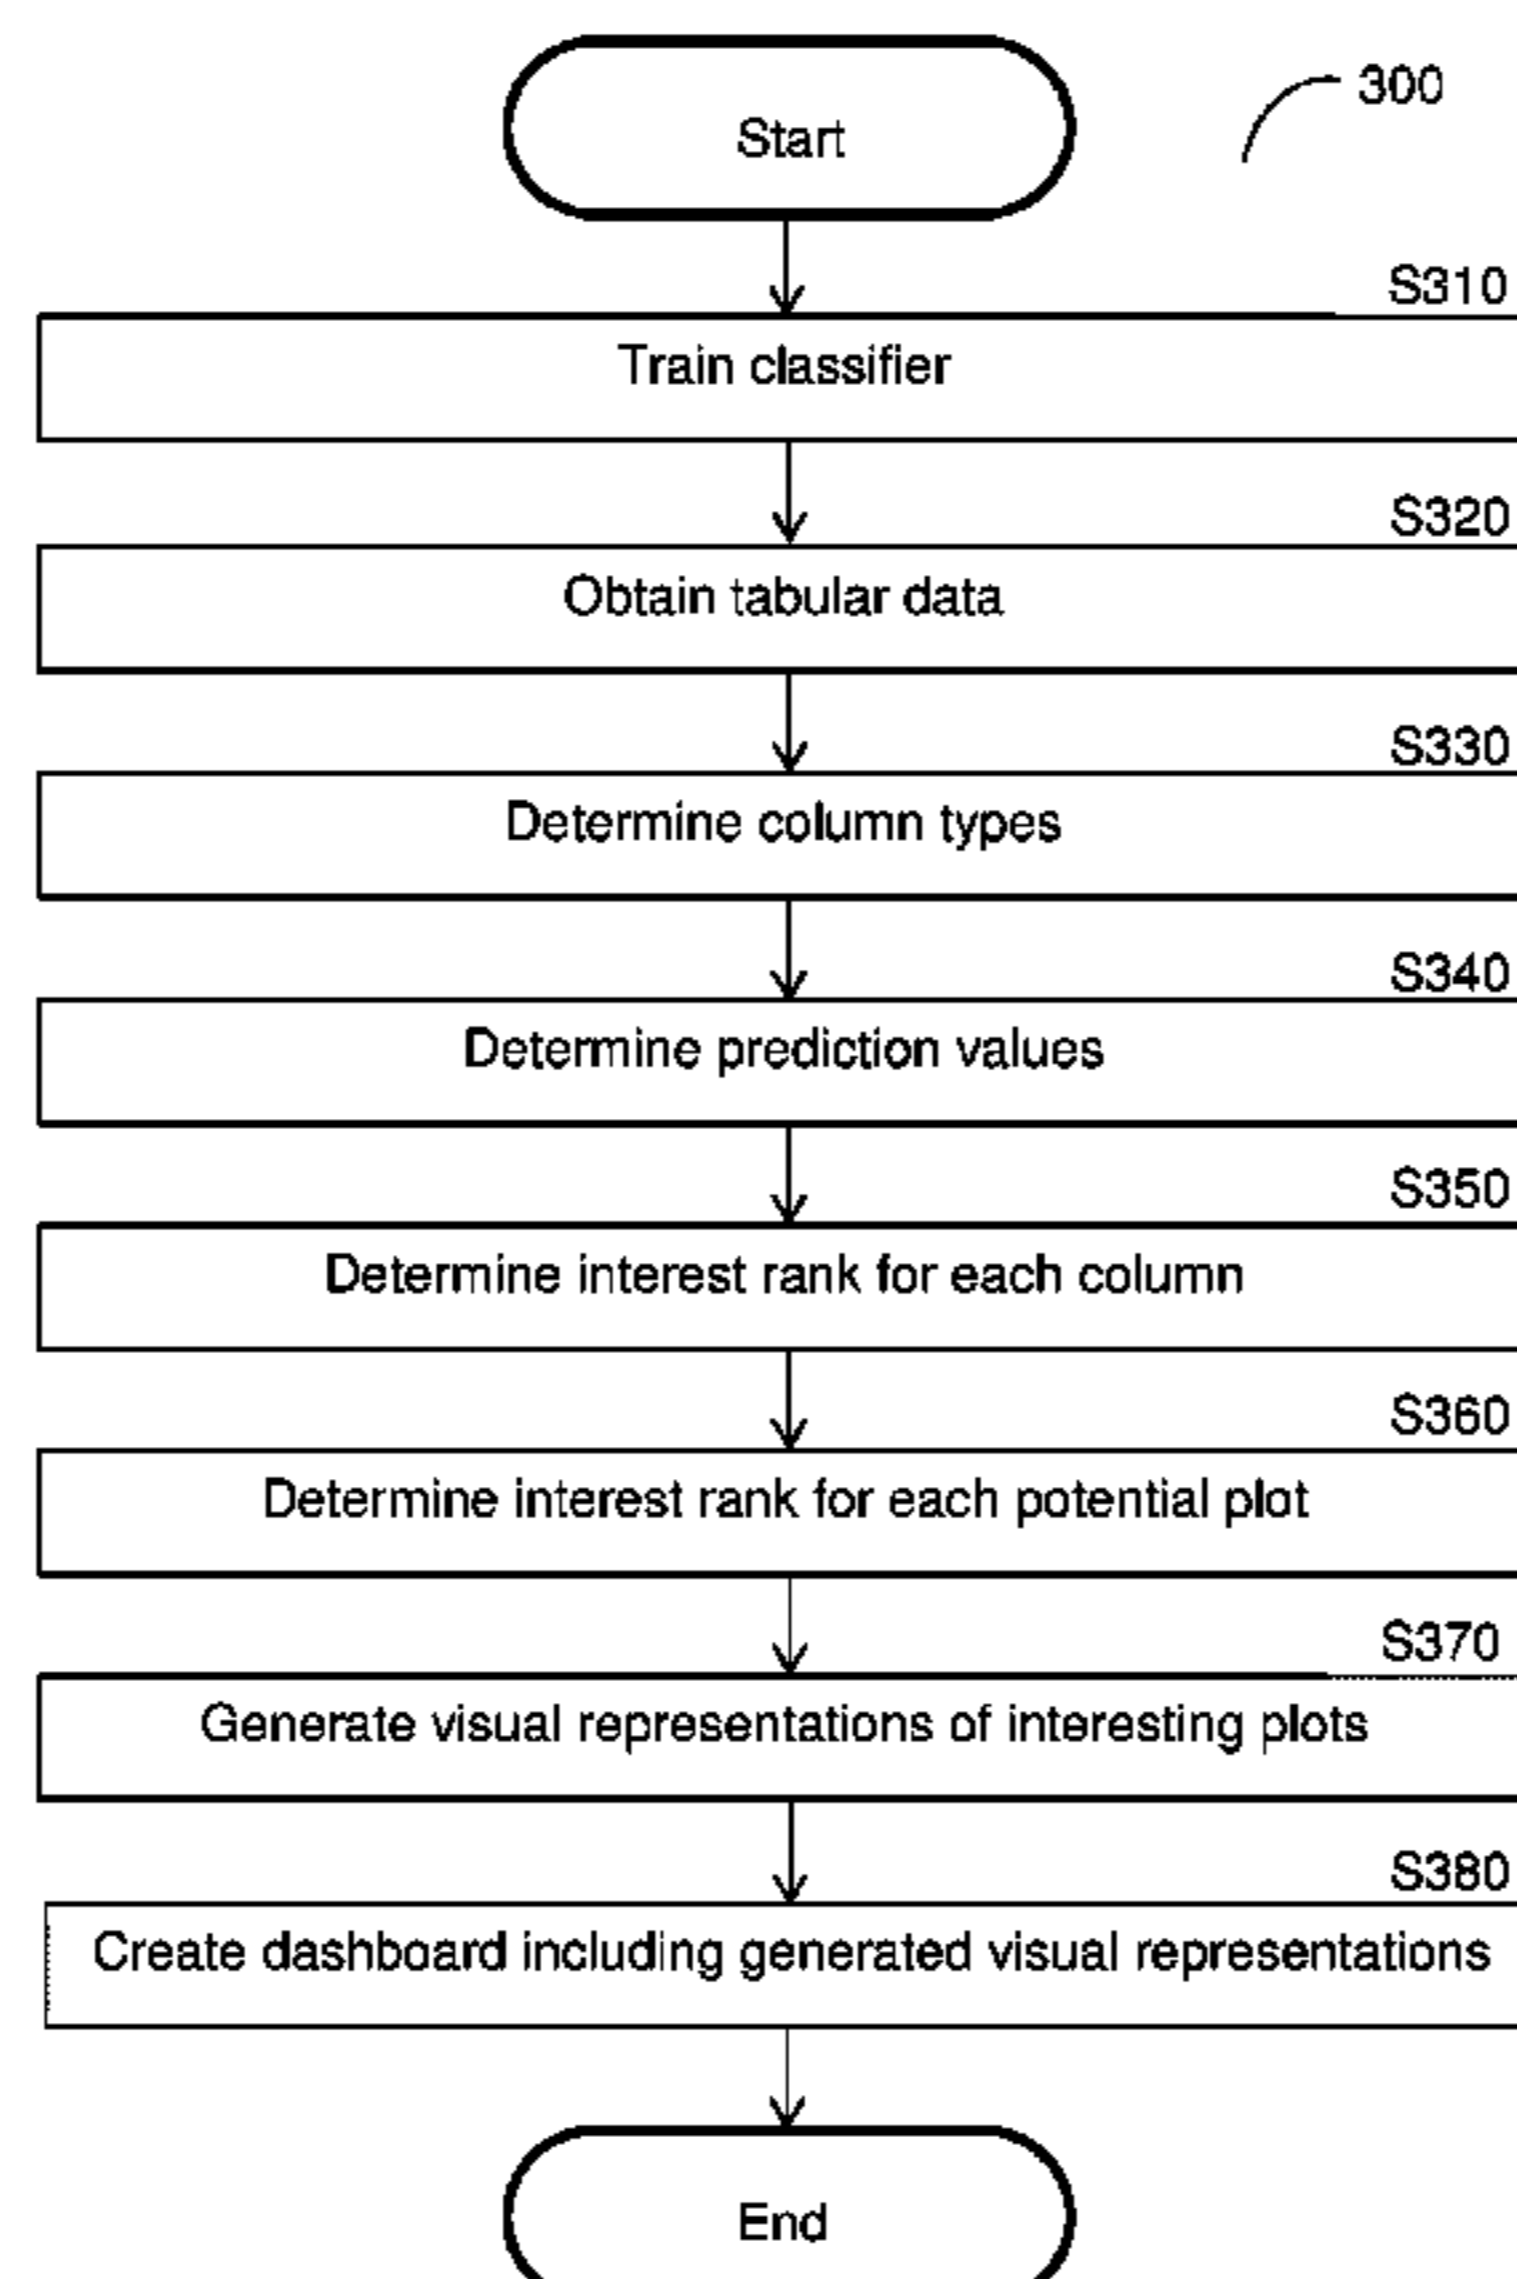 Start
300
S310
Train classifier
S320
Obtain tabular data
S330
Determine column types
S340
Determine prediction values
S350
Determine interest rank for each column
S360
Determine interest rank for each potential plot
S370
Generate visual representations of interesting plots
S380
Create dashboard including generated visual representations
End